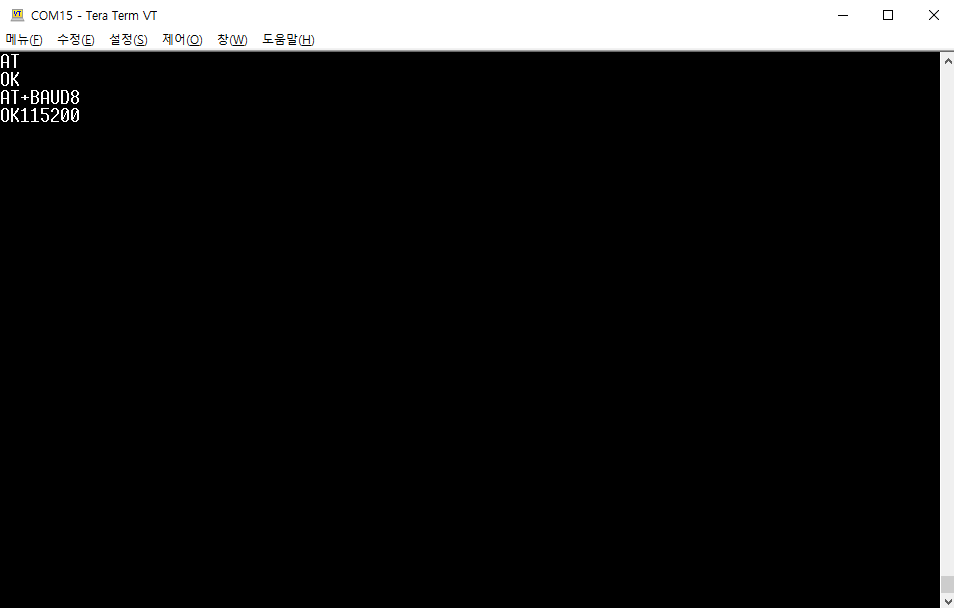 COM15 - Tera Term VT
메뉴(F) 수정(E) 설정(S) 제어(O) 창(W) 도움말(H)
AT
OK
AT+BAUD8
OK115200